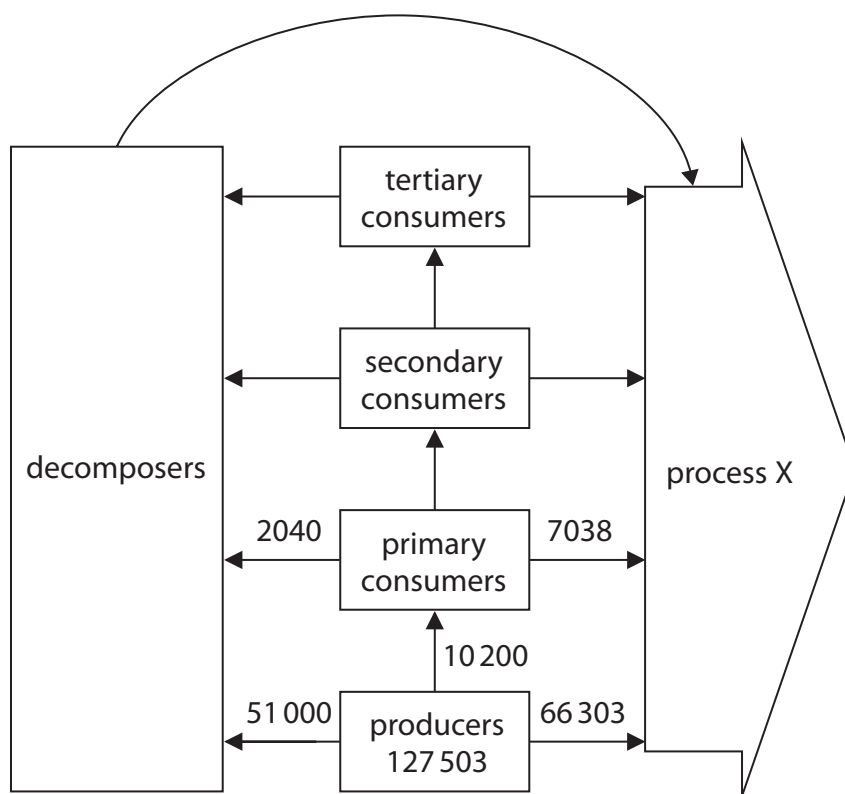 tertiary
consumers
secondary
consumers
decomposers
process X
2040
primary
consumers
7038
10 200
51 000
producers
127 503
66 303